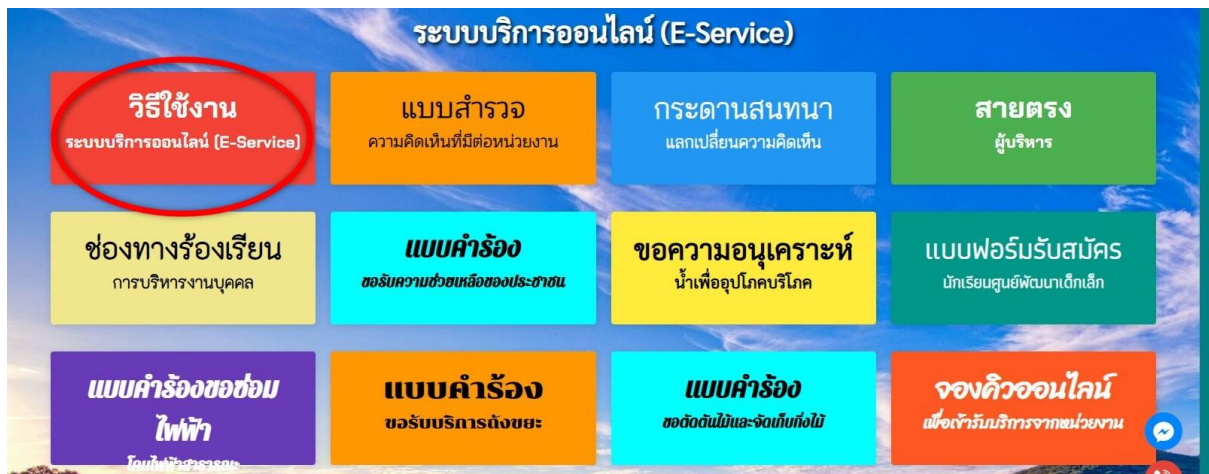 ระบบบริการออนไลน์ (E-Service)
วิธีใช้งาน
ระบบบริการออนไลน์ (E-Service)
แบบสำรวจ
ความคิดเห็นที่มีต่อหน่วยงาน
กระดานสนทนา
แลกเปลี่ยนความคิดเห็น
สายตรง
ผู้บริหาร
ช่องทางร้องเรียน
การบริหารงานบุคคล
แบบคำร้อง
ขอรับความช่วยเหลือของประชาชน
ขอความอนุเคราะห์
น้ำเพื่ออุปโภคบริโภค
แบบฟอร์มรับสมัคร
นักเรียนศูนย์พัฒนาเด็กเล็ก
แบบคำร้องขอซ่อม
ไฟฟ้า
โคมไฟฟ้าสาธารณะ
แบบคำร้อง
ขอรับบริการถังขยะ
แบบคำร้อง
ขอตัดต้นไม้และจัดเก็บกิ่งไม้
จองคิวออนไลน์
เพื่อเข้ารับบริการจากหน่วยงาน